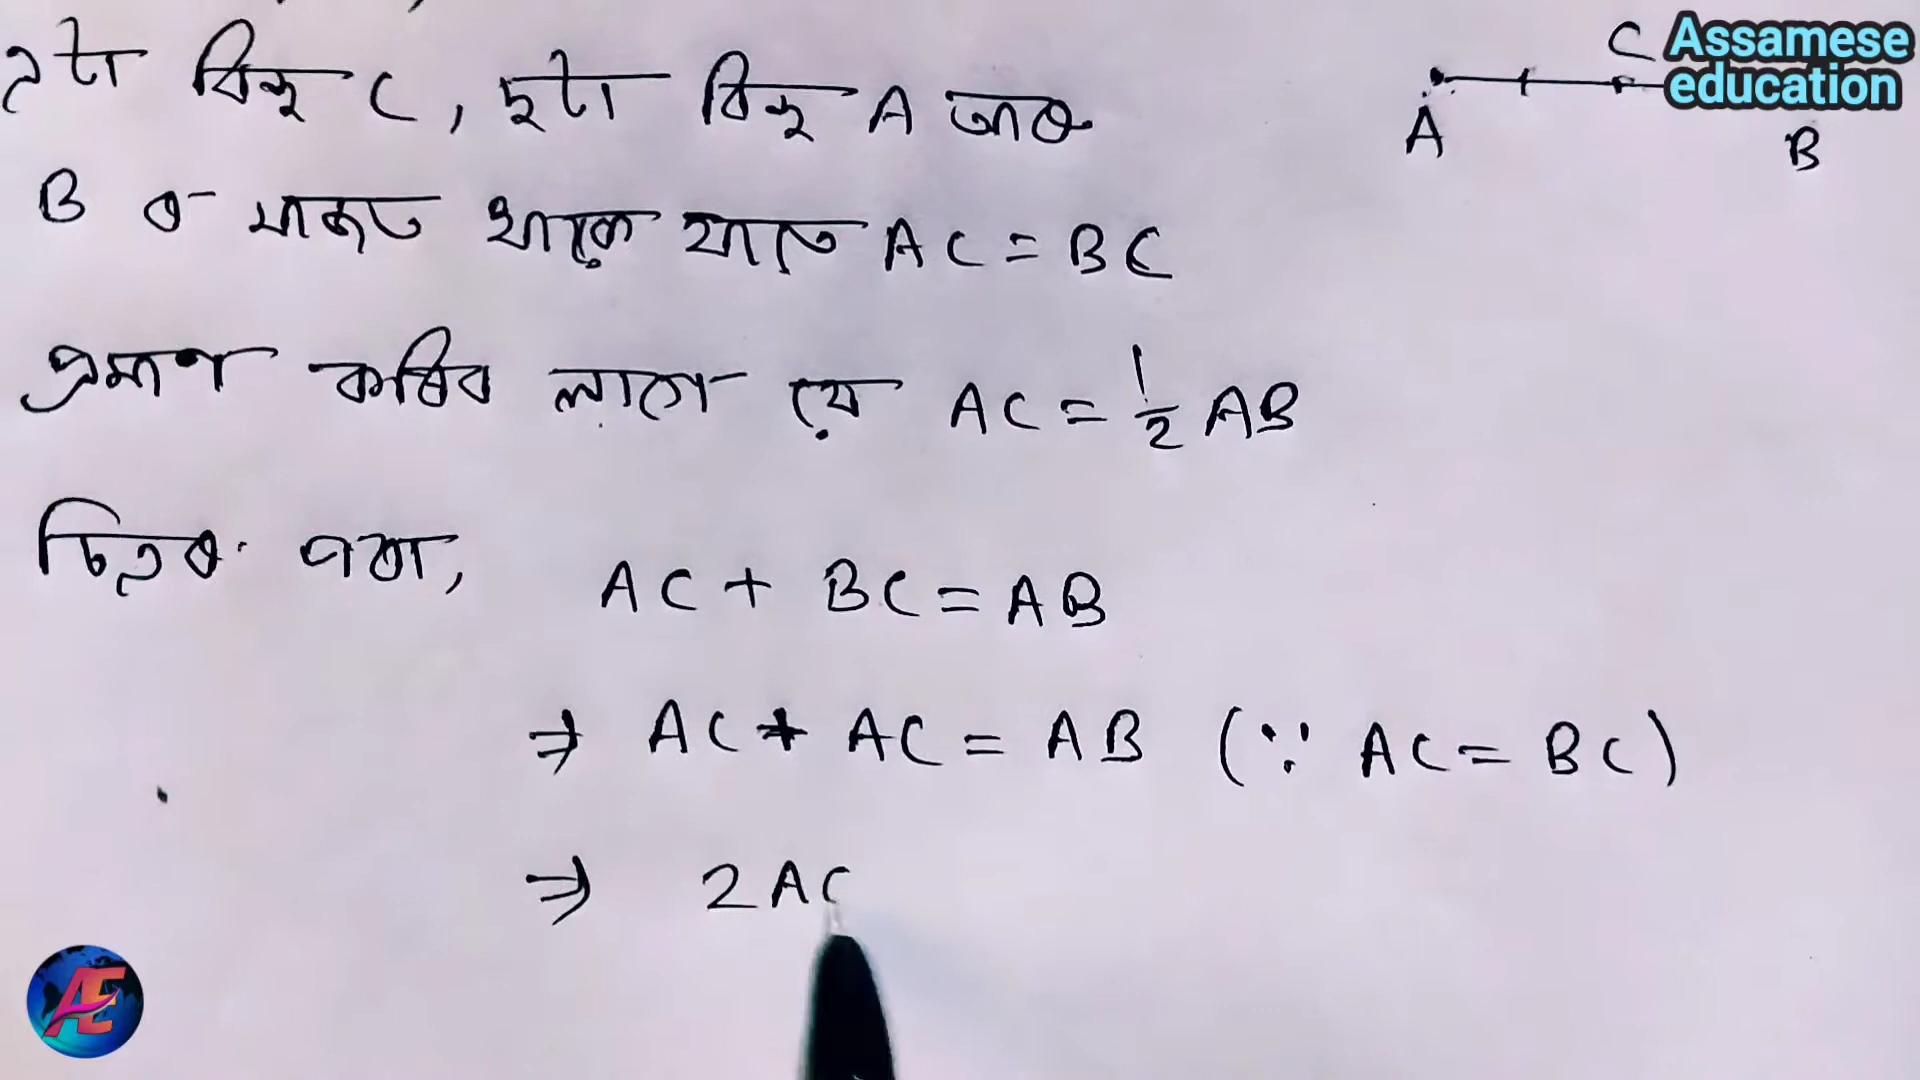 এটা বিন্দু C, দুটা বিন্দু A আৰু
B ৰ মাজত থাকে যাতে AC = BC
প্ৰমাণ কৰিব লাগে যে AC = 1/2 AB
চিত্ৰৰ পৰা, AC + BC = AB
⇒ AC + AC = AB (∵ AC = BC)
⇒ 2AC
C
A
B
Assamese
education
AE